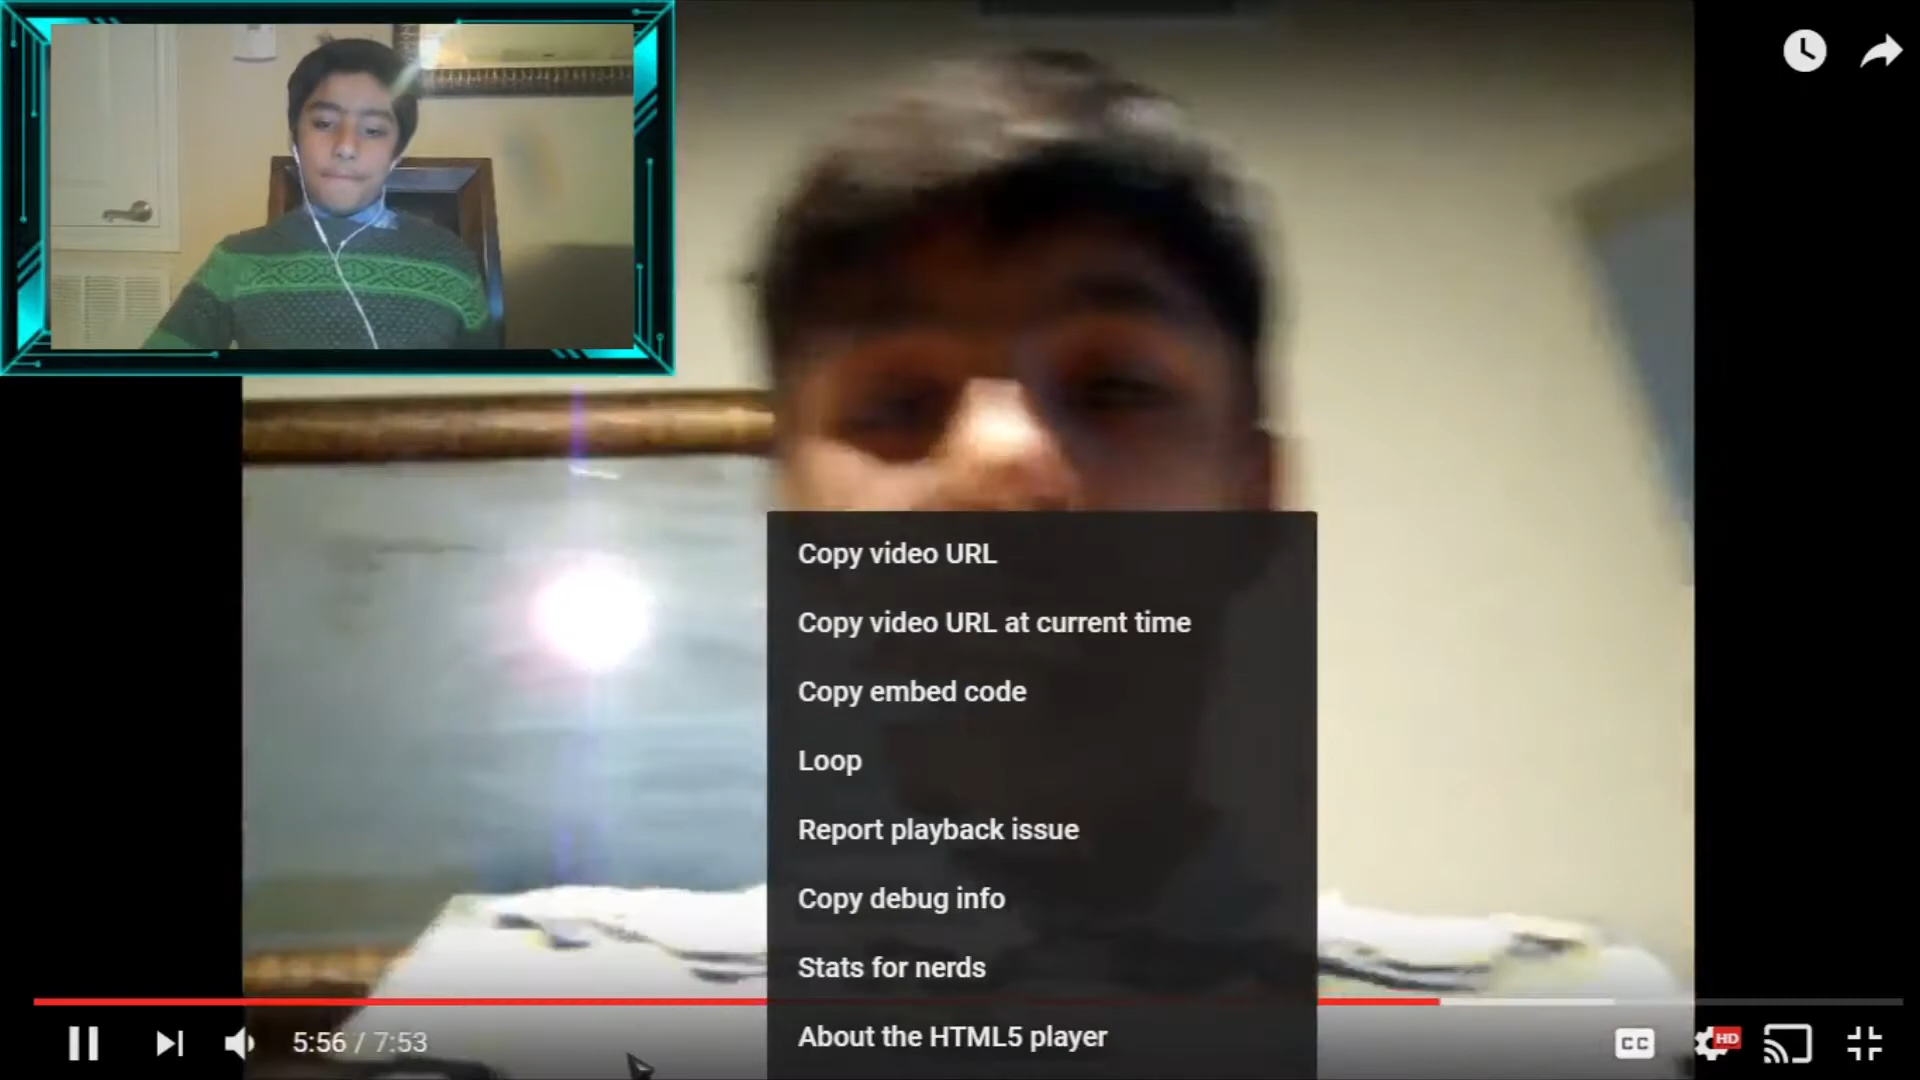 Copy video URL
Copy video URL at current time
Copy embed code
Loop
Report playback issue
Copy debug info
Stats for nerds
About the HTML5 player
5:56 / 7:53
CC
HD